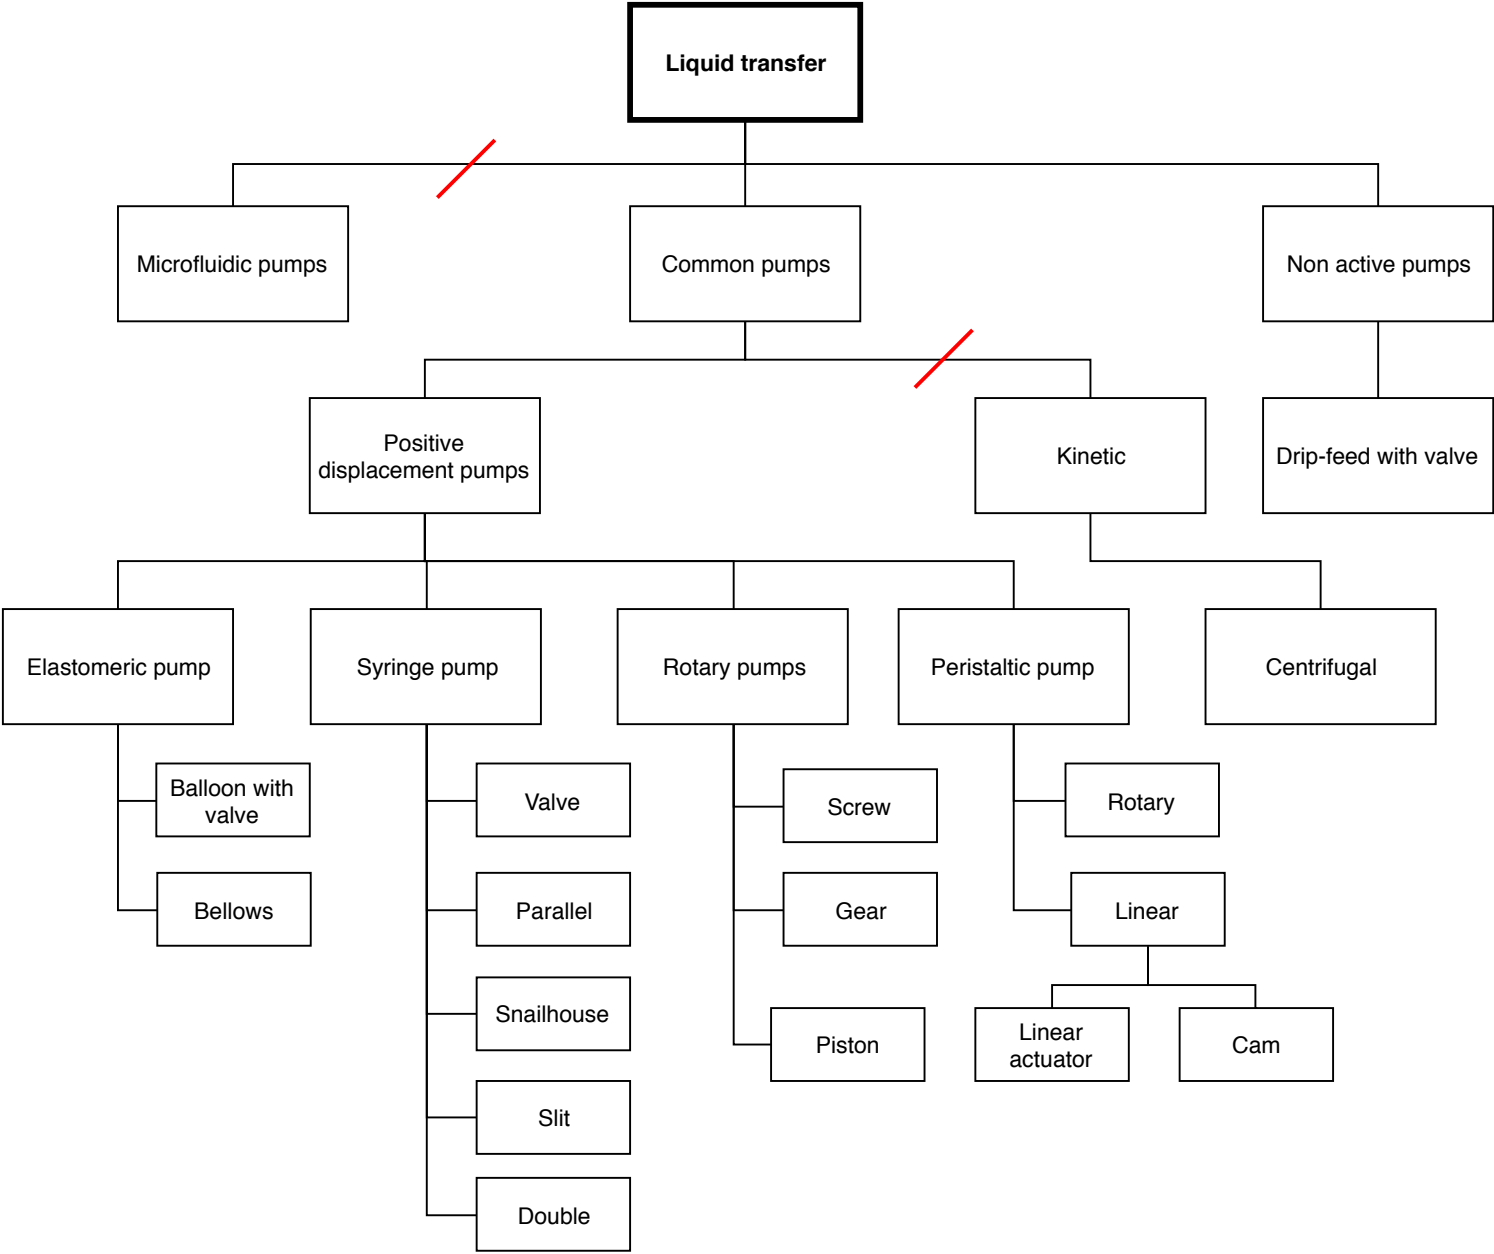 Liquid transfer
Microfluidic pumps
Common pumps
Non active pumps
Positive
displacement pumps
Kinetic
Drip-feed with valve
Elastomeric pump
Syringe pump
Rotary pumps
Peristaltic pump
Centrifugal
Balloon with
valve
Bellows
Valve
Parallel
Snailhouse
Slit
Double
Screw
Gear
Piston
Rotary
Linear
Linear
actuator
Cam